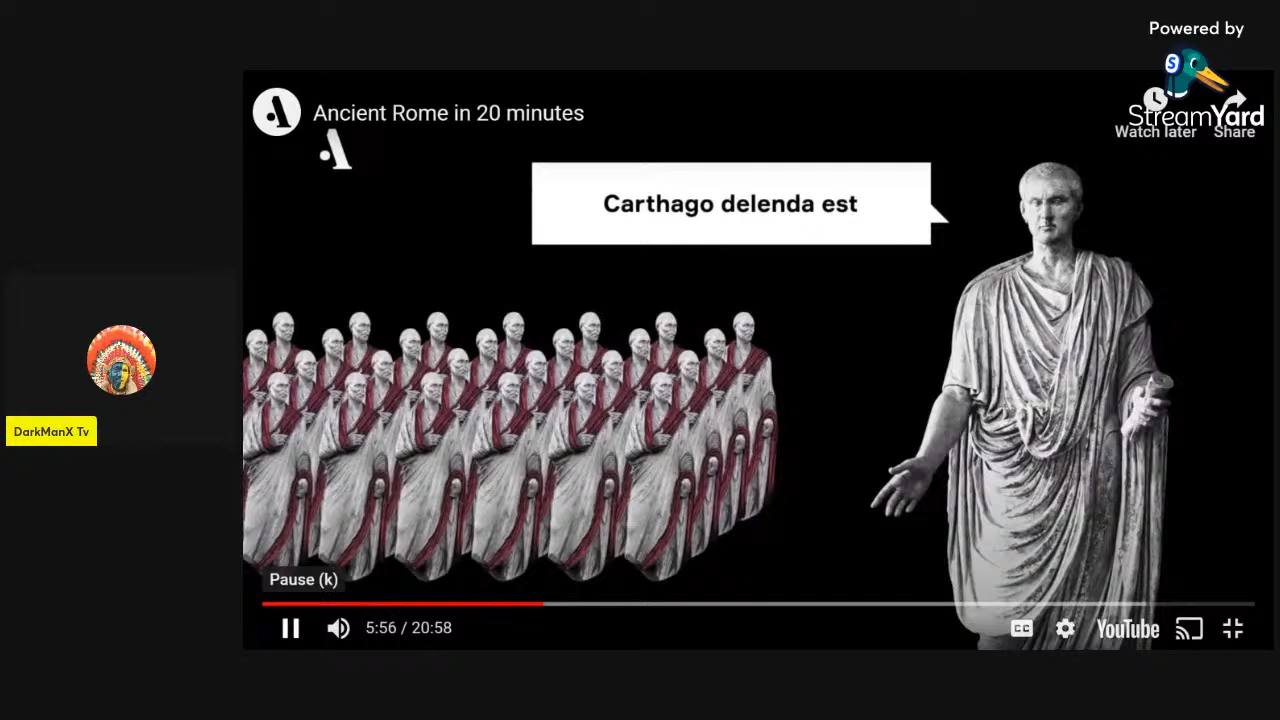 Powered by
S
StreamYard
Ancient Rome in 20 minutes
Watch later
Share
Carthago delenda est
DarkManX Tv
Pause (k)
5:56 / 20:58
CC
YouTube